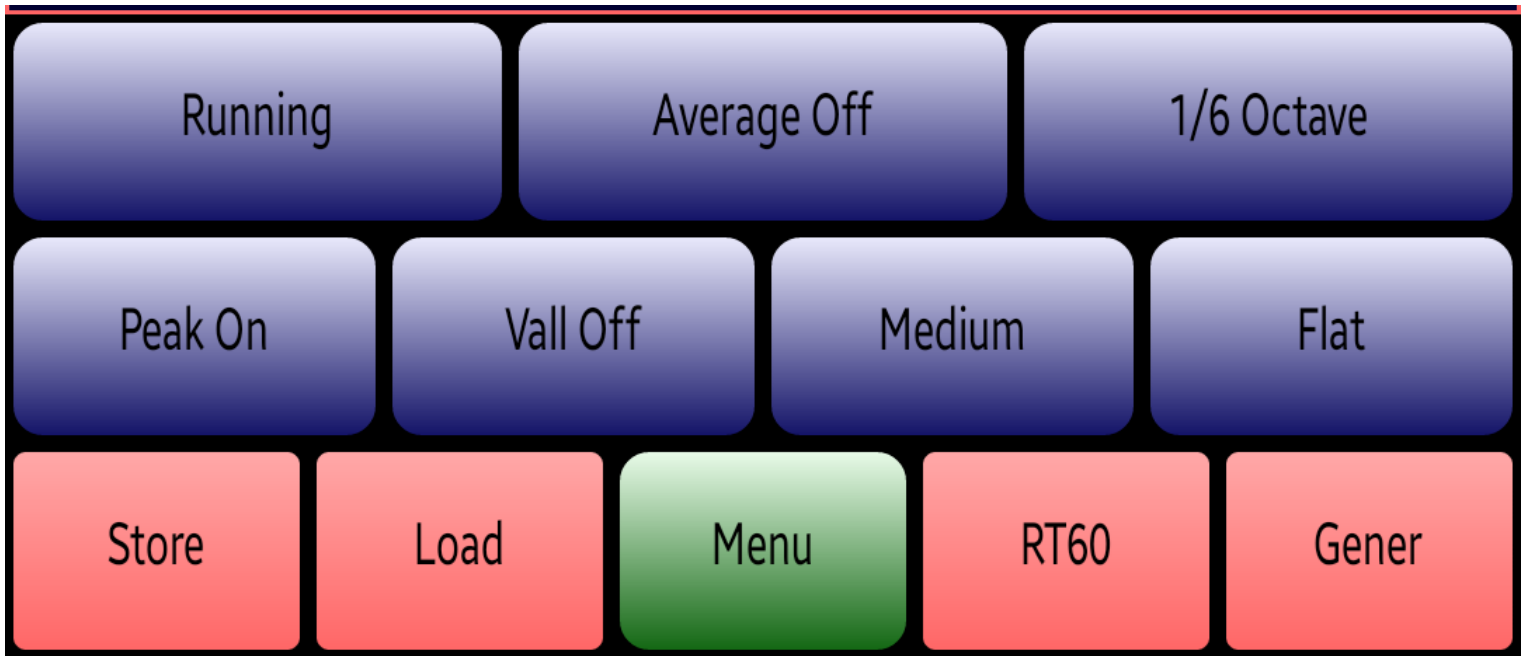 Running
Average Off
1/6 Octave
Peak On
Vall Off
Medium
Flat
Store
Load
Menu
RT60
Gener